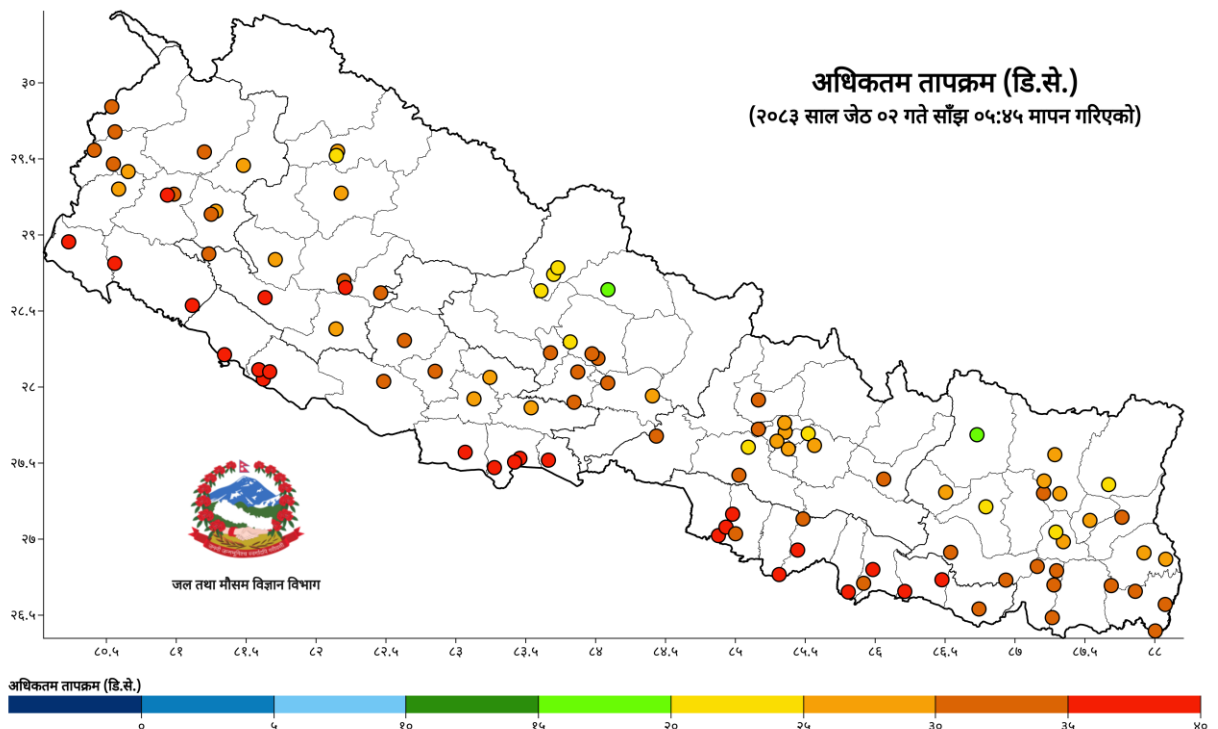 अधिकतम तापक्रम (डि.से.)
(२०८३ साल जेठ ०२ गते साँझ ०५:४५ मापन गरिएको)
३०
२९.५
२९
२८.५
२८
२७.५
२७
२६.५
जल तथा मौसम विज्ञान विभाग
८०.५ ८१ ८१.५ ८२ ८२.५ ८३ ८३.५ ८४ ८४.५ ८५ ८५.५ ८६ ८६.५ ८७ ८७.५ ८८
अधिकतम तापक्रम (डि.से.)
० ५ १० १५ २० २५ ३० ३५ ४०